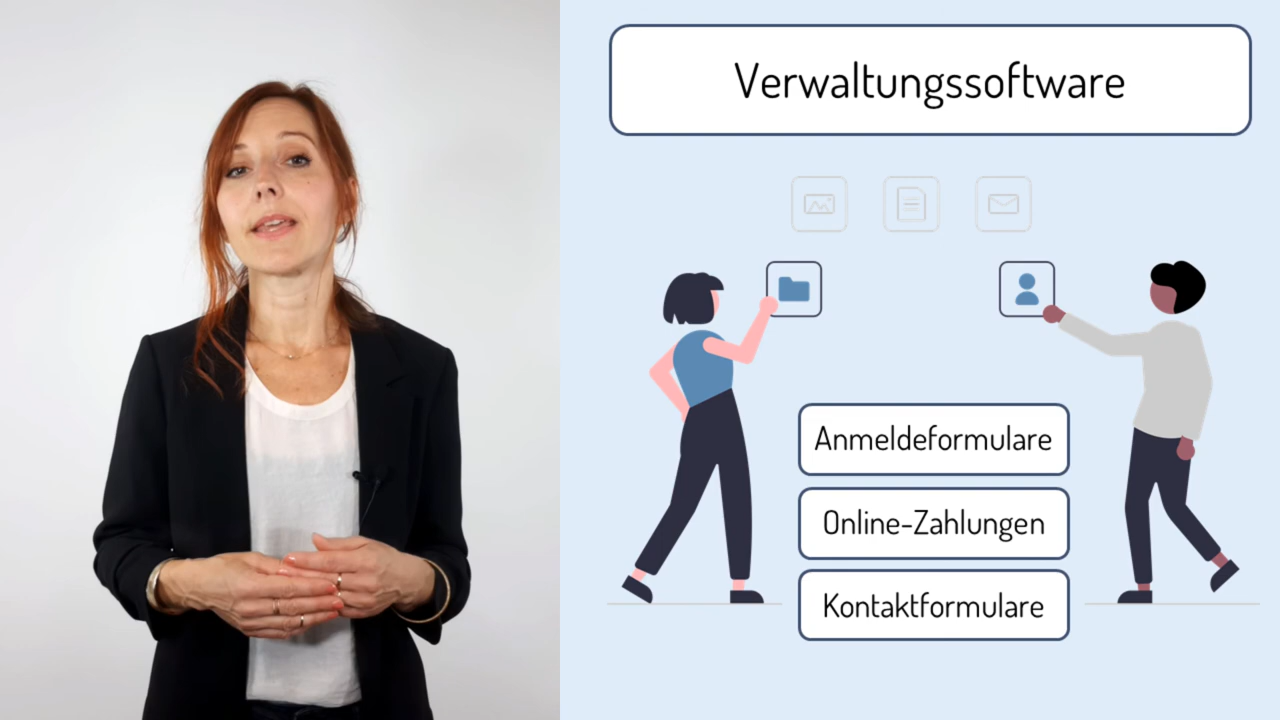 Verwaltungssoftware
Anmeldeformulare
Online-Zahlungen
Kontaktformulare